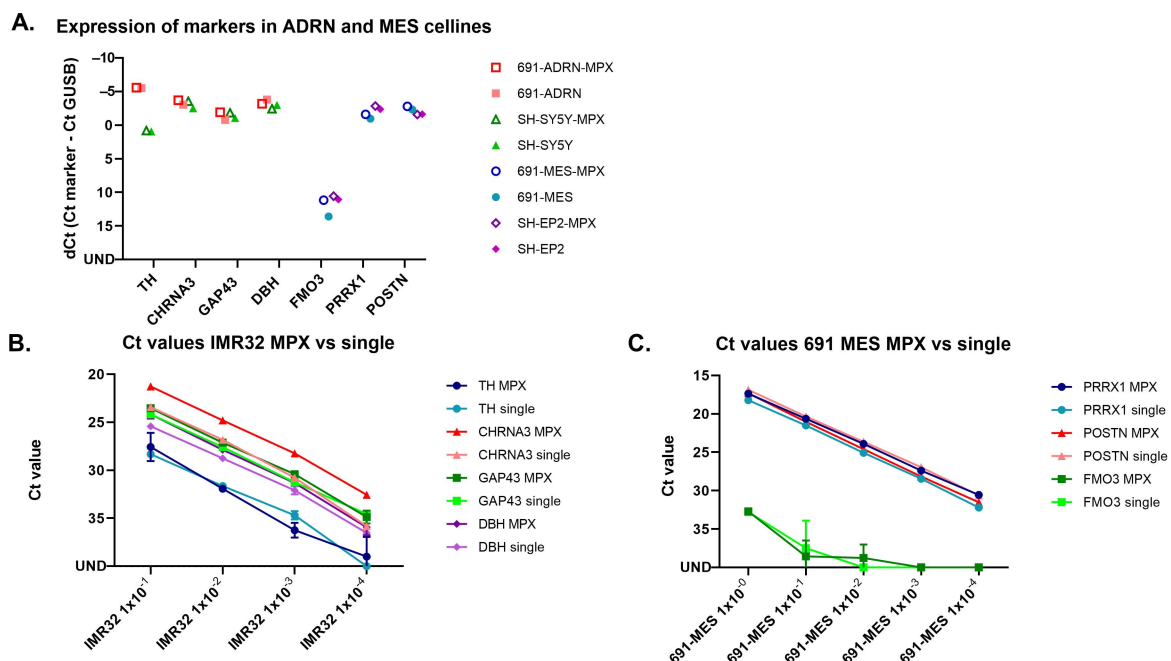 A. Expression of markers in ADRN and MES cellines
dCt (Ct marker - Ct GUSB)
−10
−5
0
5
10
15
UND
TH
CHRNA3
GAP43
DBH
FMO3
PRRX1
POSTN
691-ADRN-MPX
691-ADRN
SH-SY5Y-MPX
SH-SY5Y
691-MES-MPX
691-MES
SH-EP2-MPX
SH-EP2
B. Ct values IMR32 MPX vs single
Ct value
20
25
30
35
UND
IMR32 1x10⁻¹
IMR32 1x10⁻²
IMR32 1x10⁻³
IMR32 1x10⁻⁴
TH MPX
TH single
CHRNA3 MPX
CHRNA3 single
GAP43 MPX
GAP43 single
DBH MPX
DBH single
C. Ct values 691 MES MPX vs single
Ct value
15
20
25
30
35
UND
691-MES 1x10⁻⁰
691-MES 1x10⁻¹
691-MES 1x10⁻²
691-MES 1x10⁻³
691-MES 1x10⁻⁴
PRRX1 MPX
PRRX1 single
POSTN MPX
POSTN single
FMO3 MPX
FMO3 single